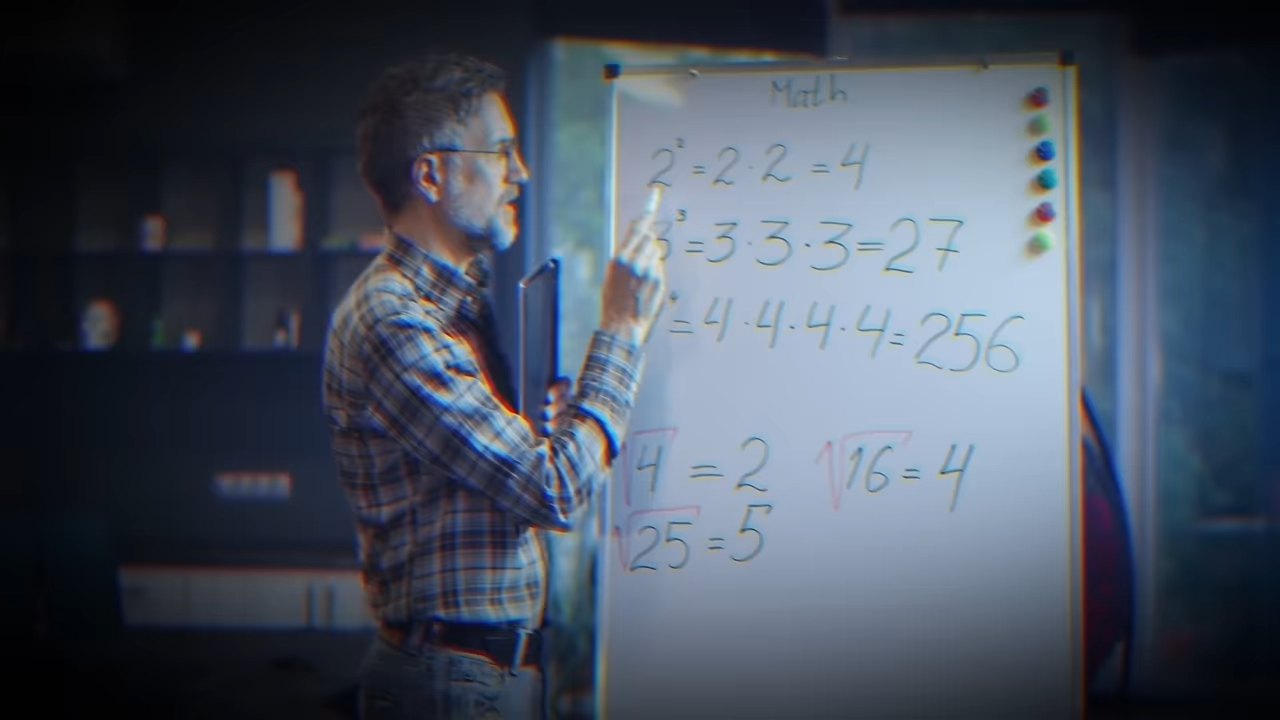 Math
2² = 2 · 2 = 4
3³ = 3 · 3 · 3 = 27
= 4 · 4 · 4 · 4 = 256
√4 = 2 √16 = 4
√25 = 5